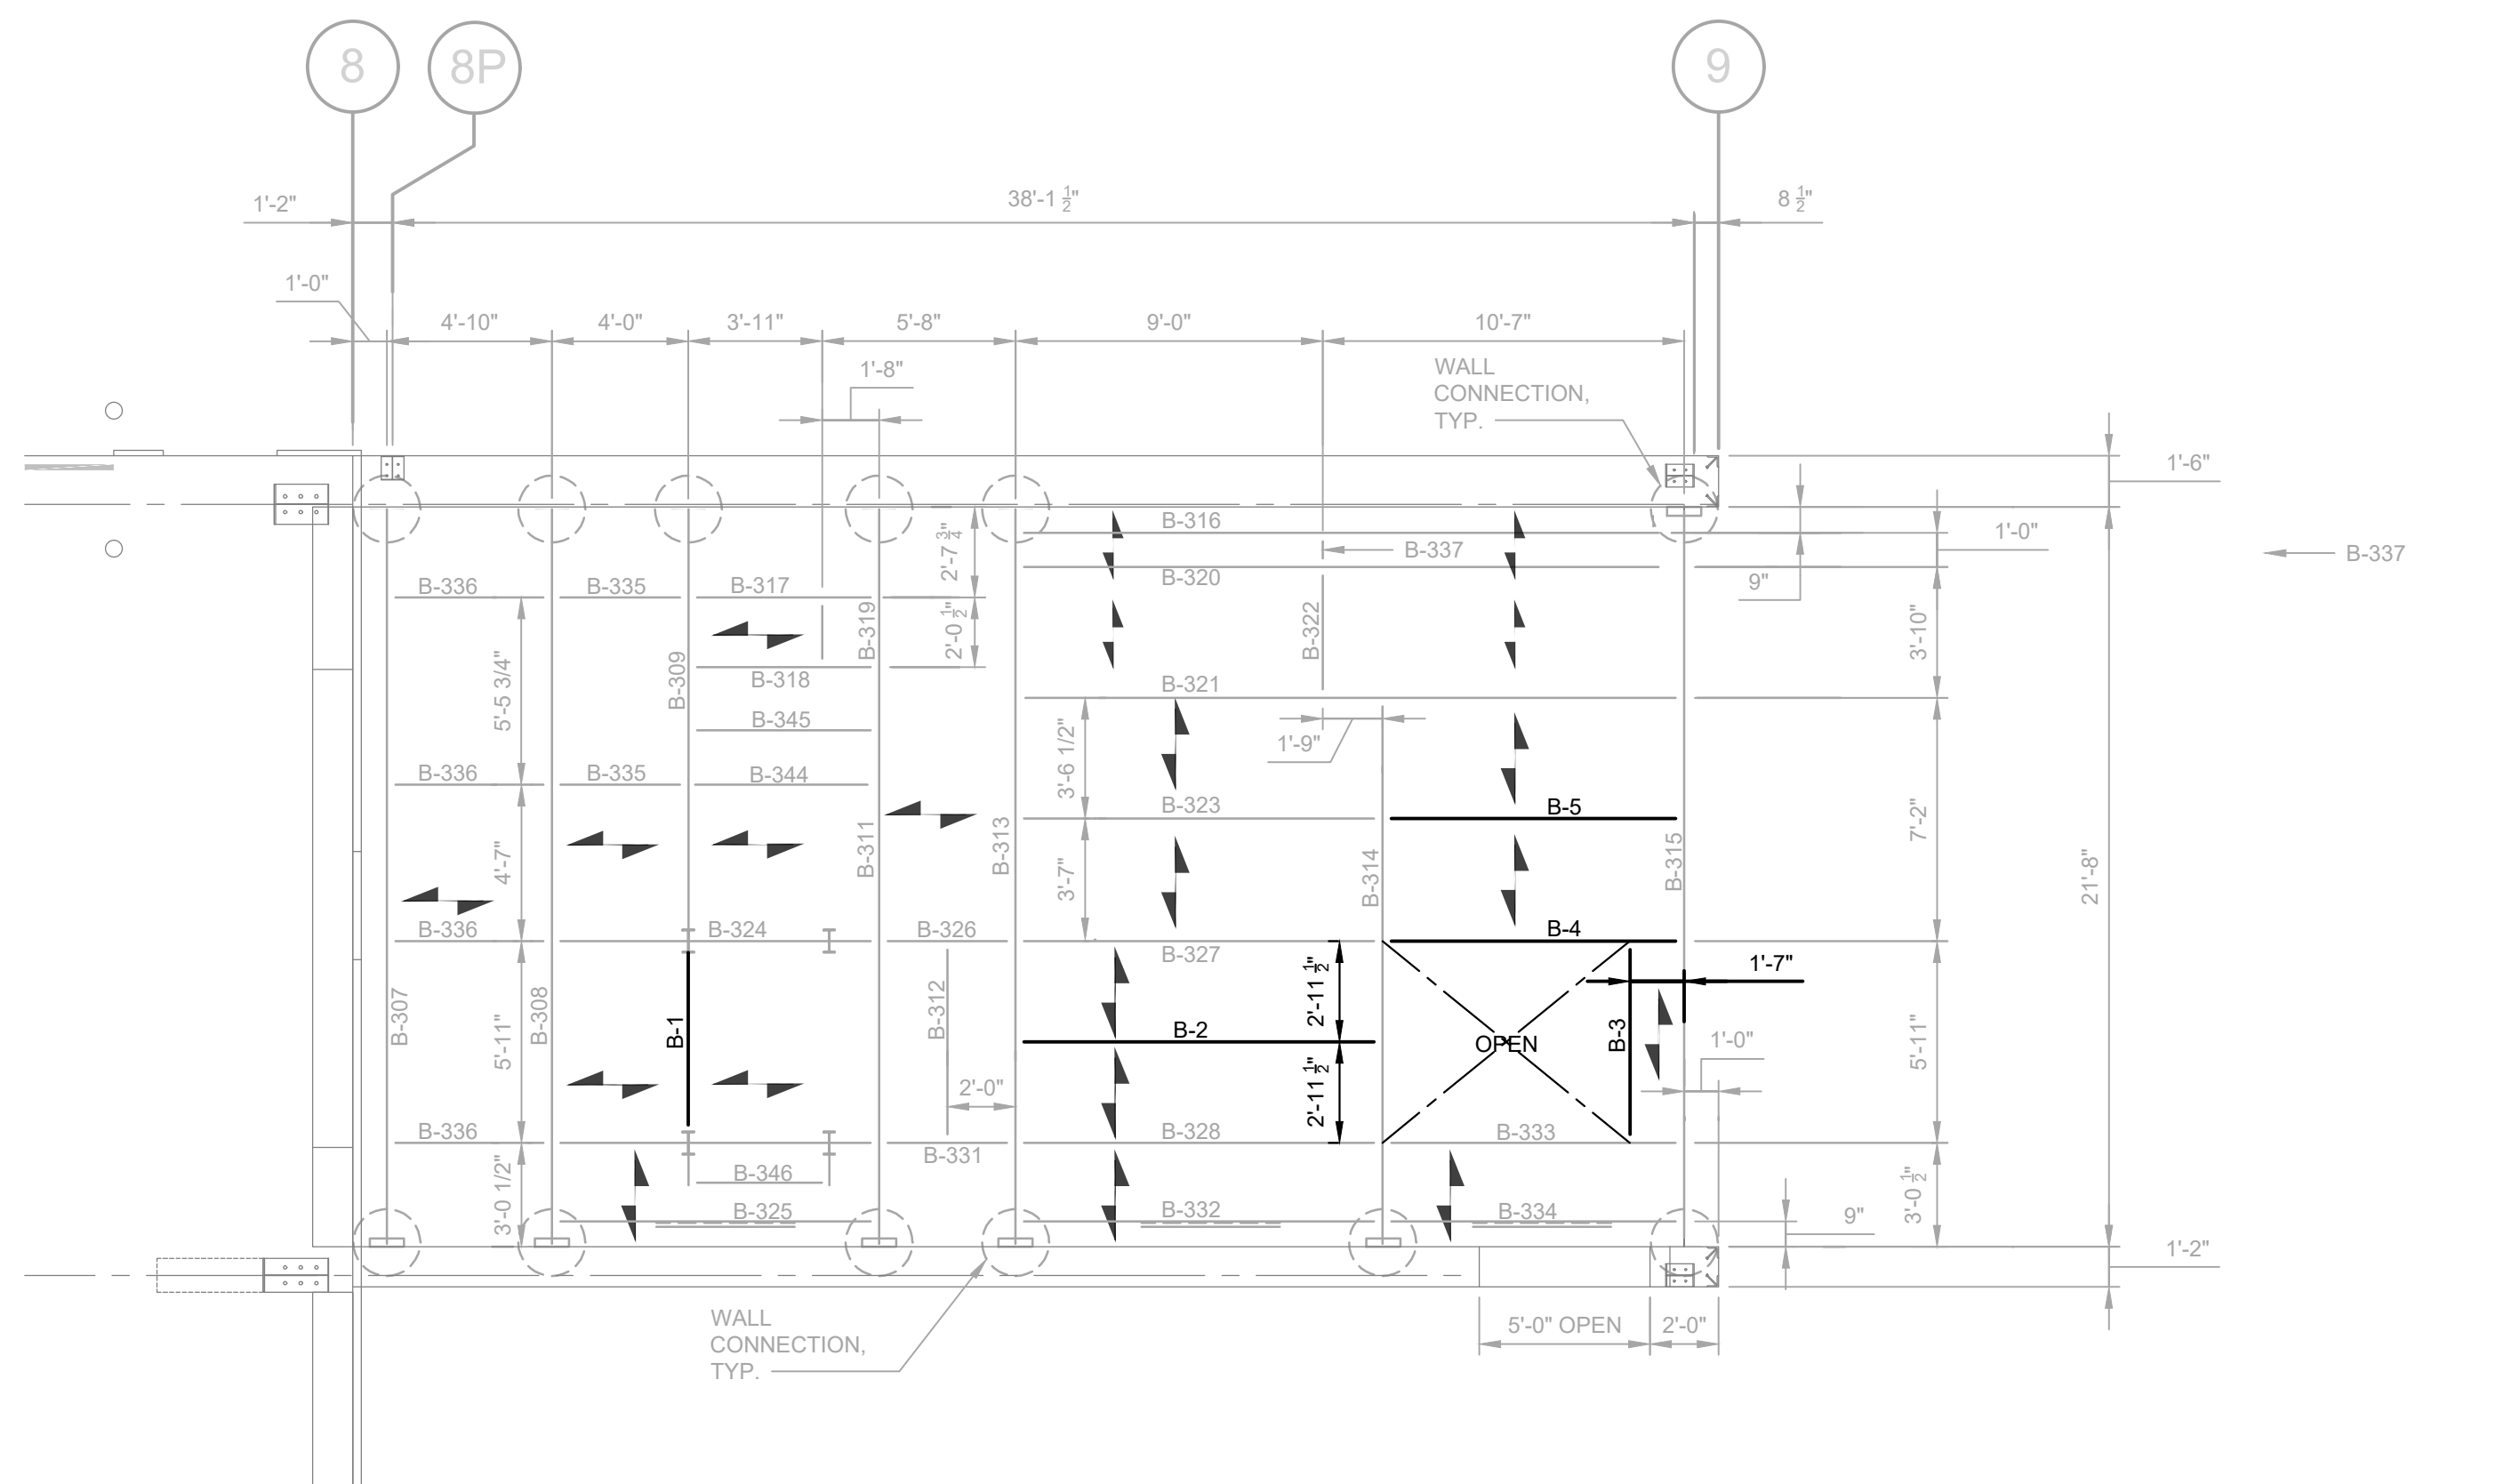 8
8P
9
1'-2"
38'-1 1/2"
8 1/2"
1'-0"
4'-10"
4'-0"
3'-11"
5'-8"
9'-0"
10'-7"
1'-8"
WALL
CONNECTION,
TYP.
1'-6"
B-316
1'-0"
B-337
B-337
2'-7 3/4"
B-320
9"
B-336
B-335
B-317
B-319
2'-0 1/2"
B-322
3'-10"
B-309
B-318
5'-5 3/4"
B-321
B-345
1'-9"
3'-6 1/2"
B-336
B-335
B-344
B-323
B-5
7'-2"
4'-7"
B-311
B-313
3'-7"
B-314
B-315
21'-8"
B-336
B-324
B-326
B-327
B-4
2'-11 1/2"
1'-7"
B-307
5'-11"
B-308
B-1
B-312
B-2
OPEN
B-3
1'-0"
5'-11"
2'-0"
2'-11 1/2"
B-336
B-331
B-328
B-333
B-346
3'-0 1/2"
B-325
B-332
B-334
9"
3'-0 1/2"
1'-2"
WALL
CONNECTION,
TYP.
5'-0" OPEN
2'-0"